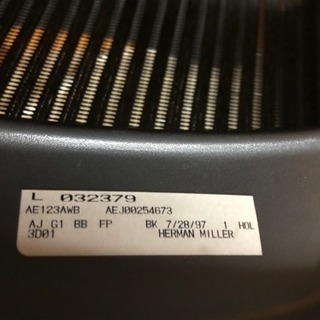 L 032379
AE123AWB AEJ00254673
AJ G1 BB FP BK 7/28/97 1 HOL
3D01 HERMAN MILLER